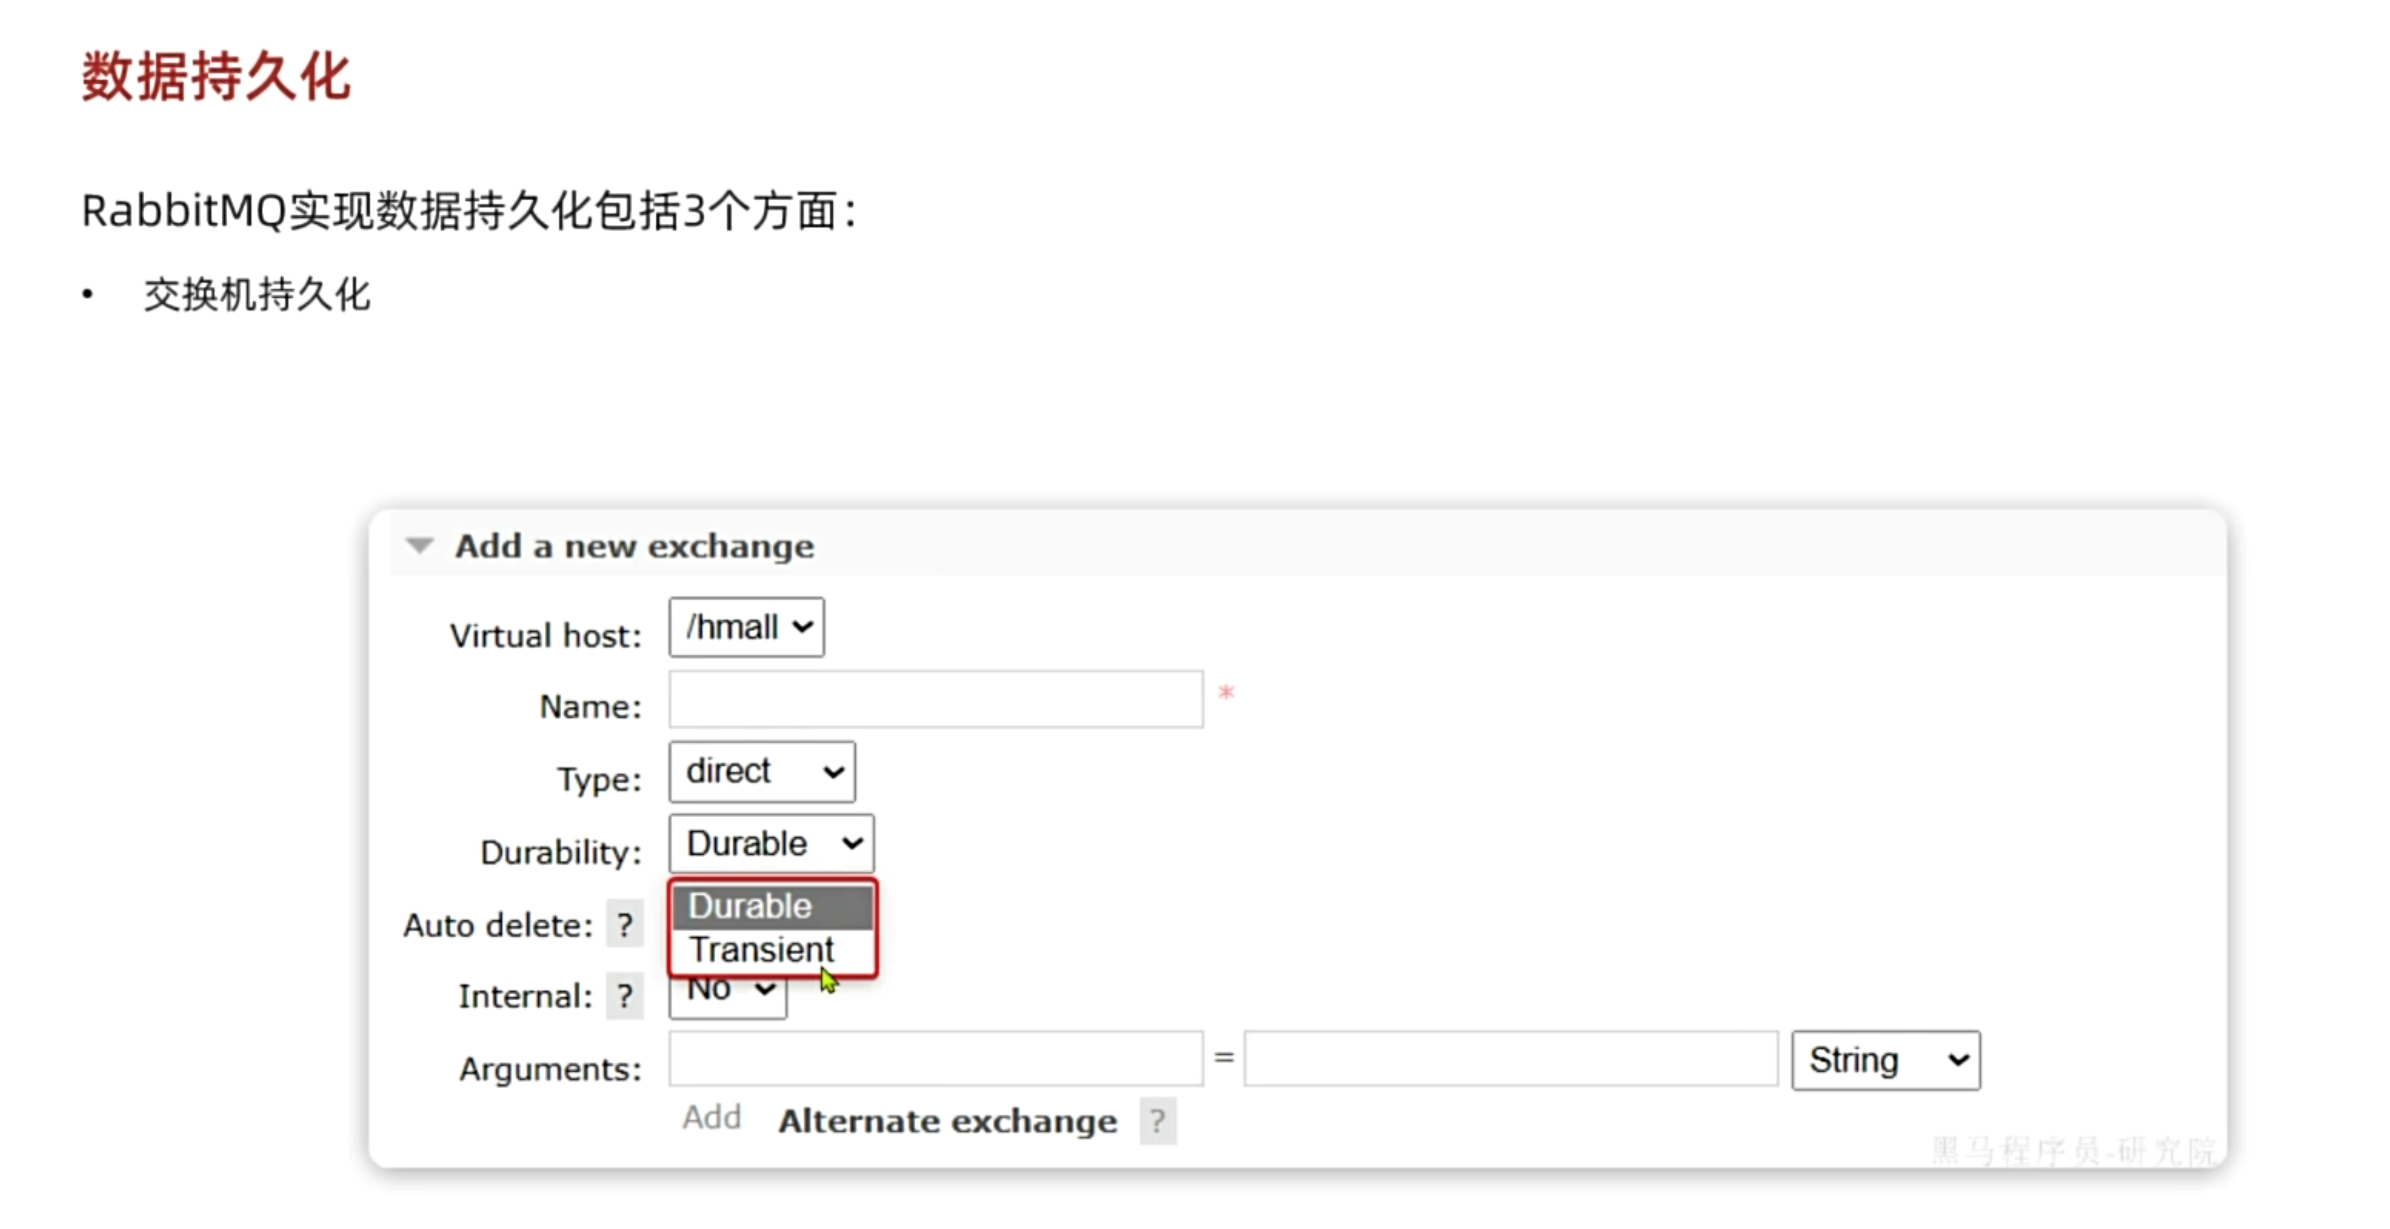 数据持久化
RabbitMQ实现数据持久化包括3个方面：
• 交换机持久化
Add a new exchange
Virtual host: /hmall
Name: *
Type: direct
Durability: Durable
Durable
Auto delete: ?
Transient
Internal: ? No
Arguments: = String
Add Alternate exchange ?
黑马程序员-研究院